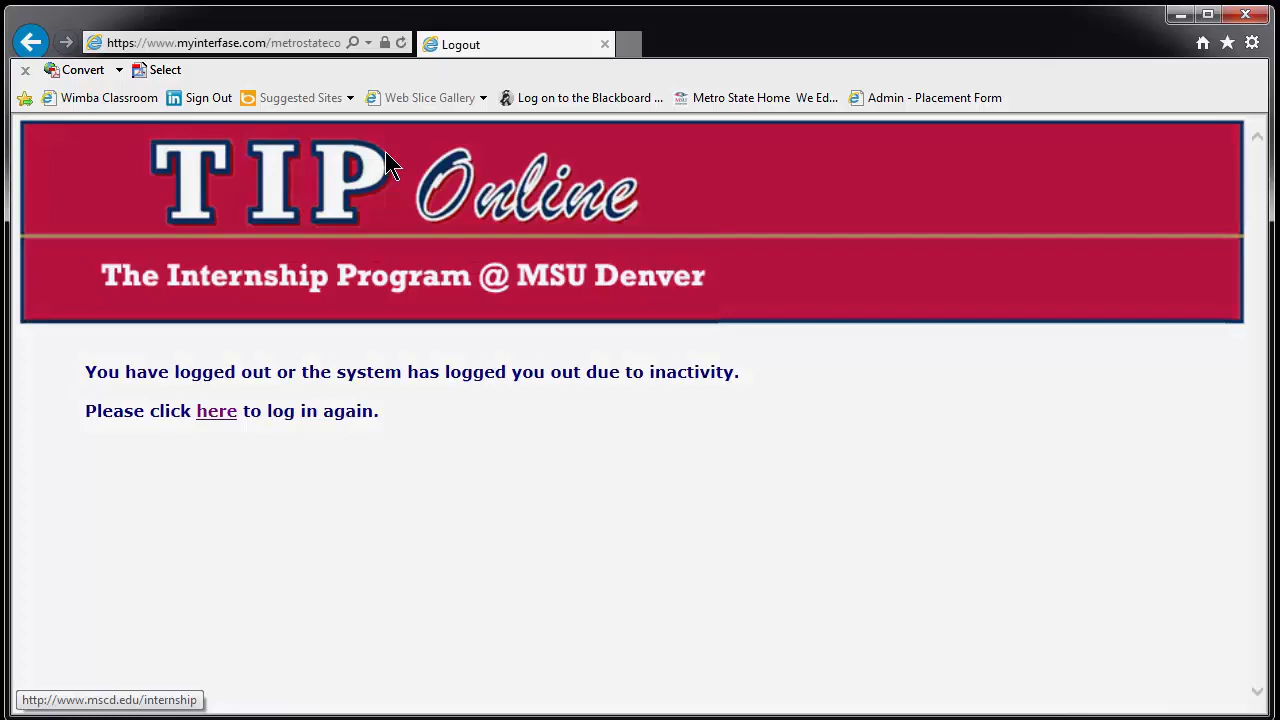 https://www.myinterfase.com/metrostateco
Logout
Convert Select
Wimba Classroom Sign Out Suggested Sites Web Slice Gallery Log on to the Blackboard ... Metro State Home We Ed... Admin - Placement Form
TIP Online
The Internship Program @ MSU Denver
You have logged out or the system has logged you out due to inactivity.
Please click here to log in again.
http://www.mscd.edu/internship